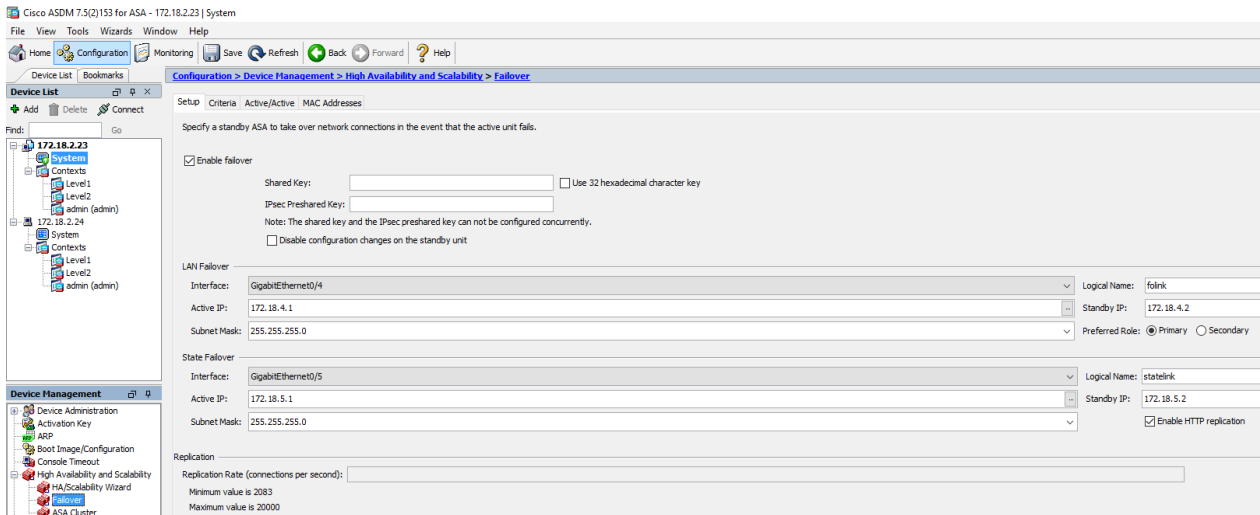 Cisco ASDM 7.5(2)153 for ASA - 172.18.2.23 | System
File View Tools Wizards Window Help
Home Configuration Monitoring Save Refresh Back Forward Help
Device List Bookmarks
Device List
Add Delete Connect
Find: Go
172.18.2.23
System
Contexts
Level1
Level2
admin (admin)
172.18.2.24
System
Contexts
Level1
Level2
admin (admin)
Device Management
Device Administration
Activation Key
ARP
Boot Image/Configuration
Console Timeout
High Availability and Scalability
HA/Scalability Wizard
Failover
ASA Cluster
Configuration > Device Management > High Availability and Scalability > Failover
Setup Criteria Active/Active MAC Addresses
Specify a standby ASA to take over network connections in the event that the active unit fails.
Enable failover
Shared Key: Use 32 hexadecimal character key
IPsec Preshared Key:
Note: The shared key and the IPsec preshared key can not be configured concurrently.
Disable configuration changes on the standby unit
LAN Failover
Interface: GigabitEthernet0/4 Logical Name: folink
Active IP: 172.18.4.1 .. Standby IP: 172.18.4.2
Subnet Mask: 255.255.255.0 Preferred Role: Primary Secondary
State Failover
Interface: GigabitEthernet0/5 Logical Name: statelink
Active IP: 172.18.5.1 .. Standby IP: 172.18.5.2
Subnet Mask: 255.255.255.0 Enable HTTP replication
Replication
Replication Rate (connections per second):
Minimum value is 2083
Maximum value is 20000